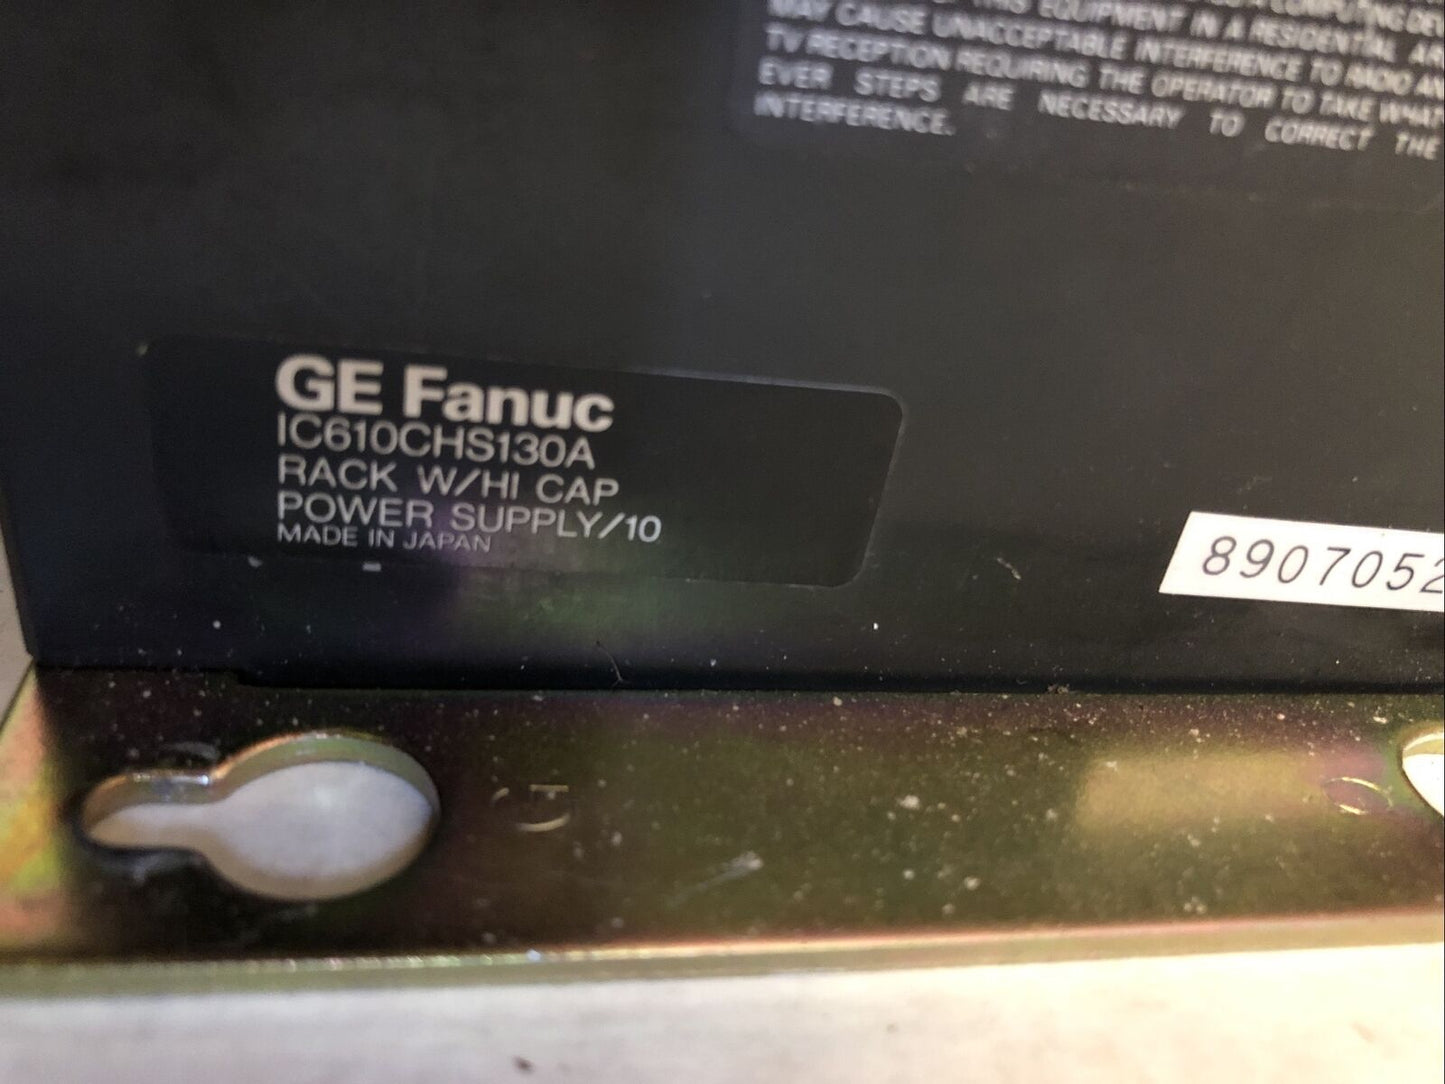 THIS EQUIPMENT IN A RESIDENTIAL
MAY CAUSE UNACCEPTABLE INTERFERENCE TO RADIO AN
TV RECEPTION REQUIRING THE OPERATOR TO TAKE WHAT
EVER STEPS ARE NECESSARY TO CORRECT THE
INTERFERENCE.
GE Fanuc
IC610CHS130A
RACK W/HI CAP
POWER SUPPLY/10
MADE IN JAPAN
8907052